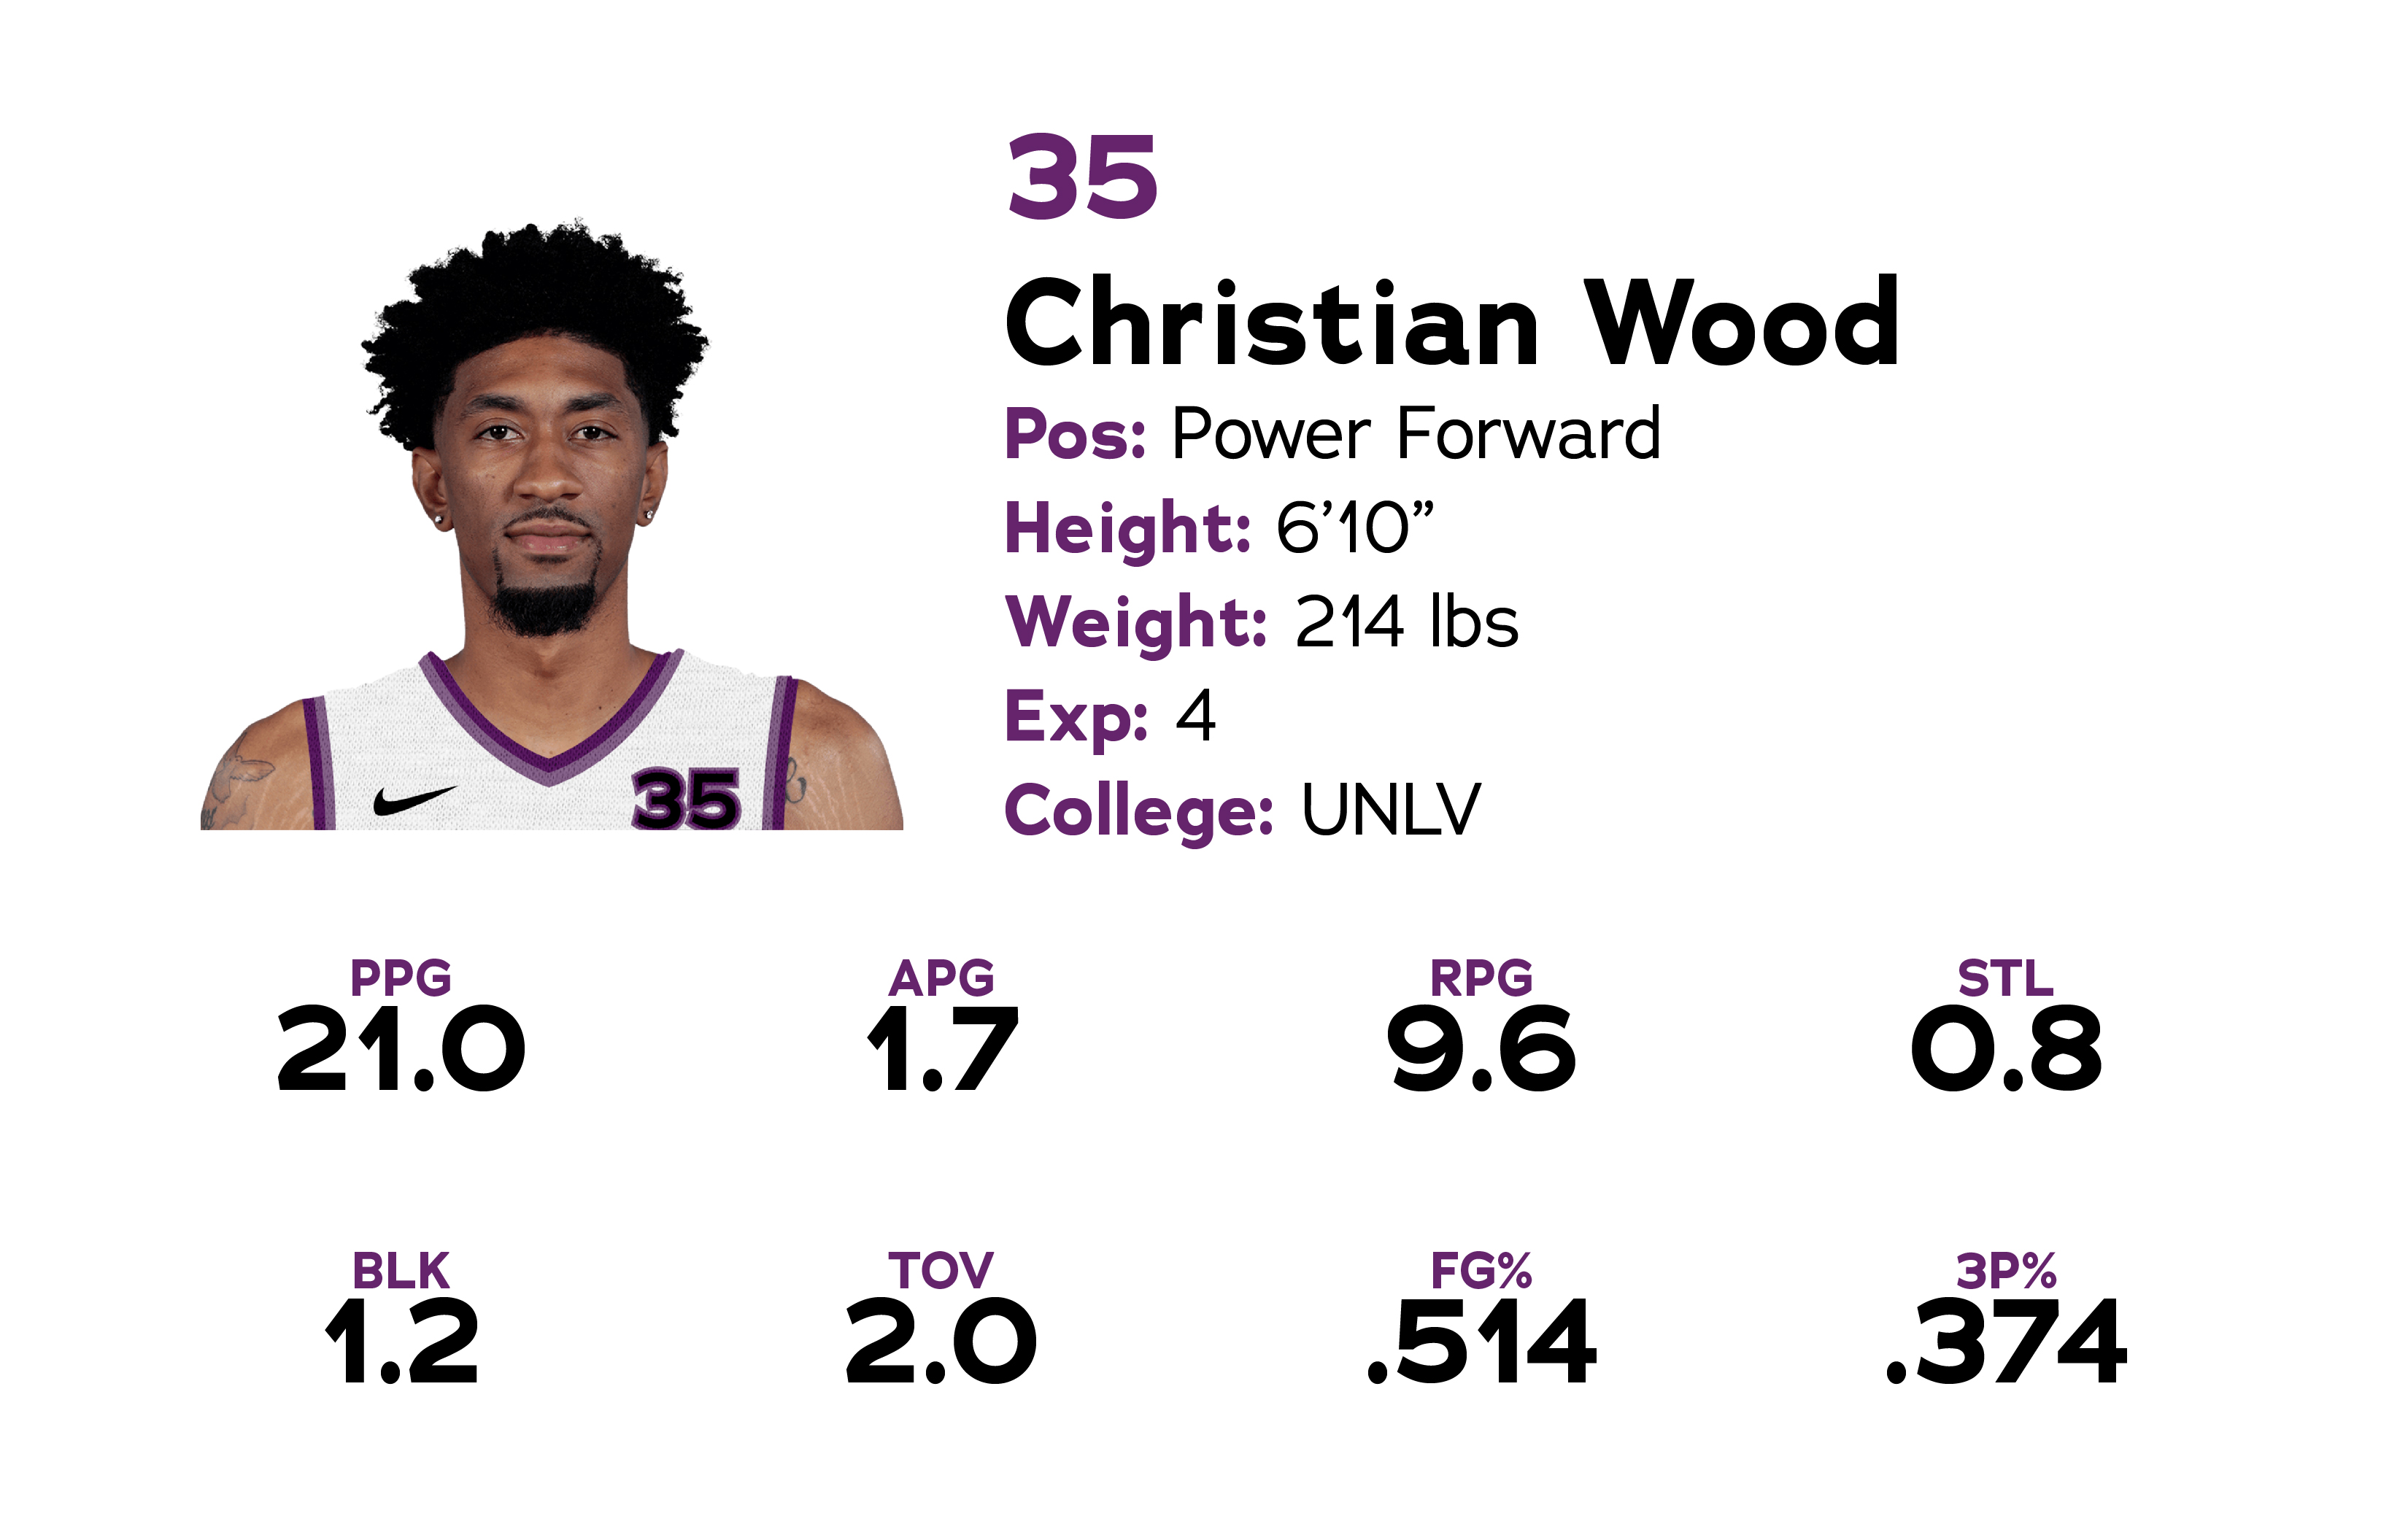 35
Christian Wood
Pos: Power Forward
Height: 6’10”
Weight: 214 lbs
Exp: 4
College: UNLV
35
PPG APG RPG STL
21.0 1.7 9.6 0.8
BLK TOV FG% 3P%
1.2 2.0 .514 .374